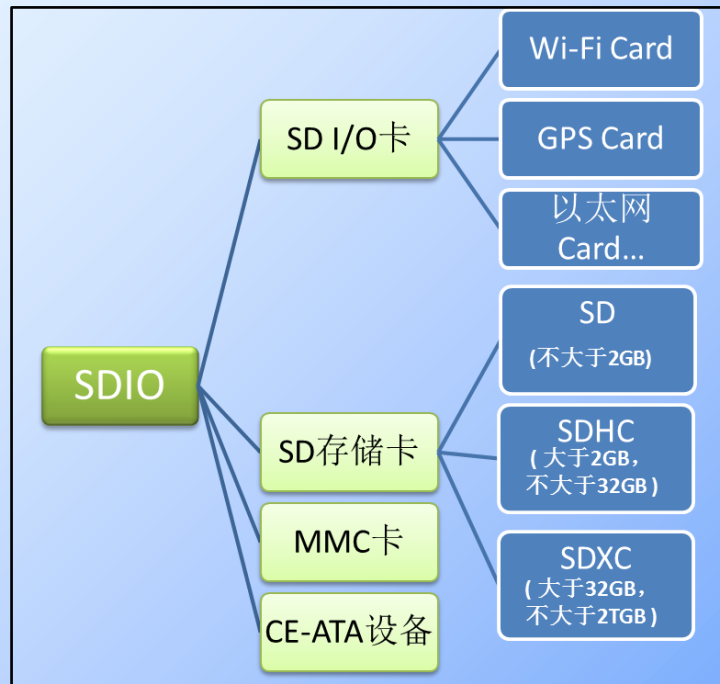 SDIO
SD I/O卡
Wi-Fi Card
GPS Card
以太网
Card...
SD存储卡
SD
(不大于2GB)
SDHC
( 大于2GB，
不大于32GB )
SDXC
( 大于32GB，
不大于2TGB )
MMC卡
CE-ATA设备